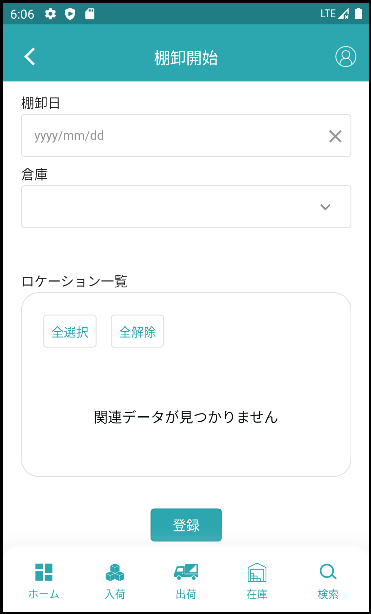 6:06
LTE
棚卸開始
棚卸日
yyyy/mm/dd
倉庫
ロケーション一覧
全選択 全解除
関連データが見つかりません
登録
ホーム 入荷 出荷 在庫 検索